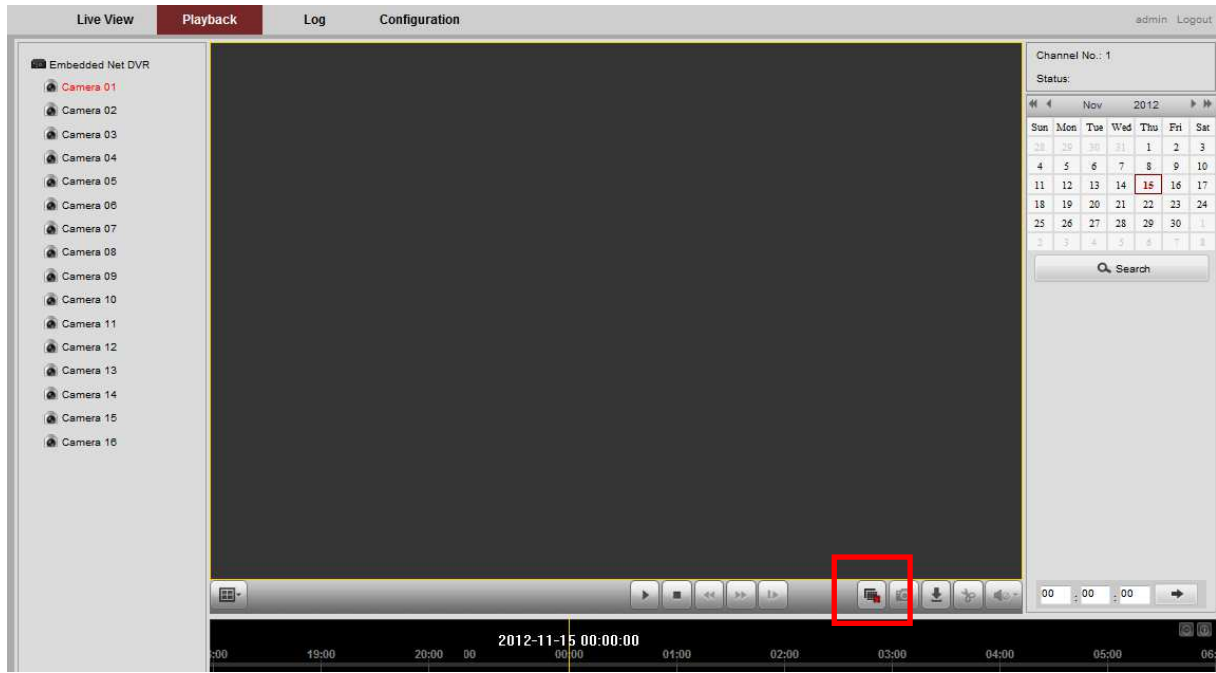 Live View Playback Log Configuration admin Logout
Embedded Net DVR
Camera 01
Camera 02
Camera 03
Camera 04
Camera 05
Camera 06
Camera 07
Camera 08
Camera 09
Camera 10
Camera 11
Camera 12
Camera 13
Camera 14
Camera 15
Camera 16
Channel No.: 1
Status:
Nov 2012
Sun Mon Tue Wed Thu Fri Sat
28 29 30 31 1 2 3
4 5 6 7 8 9 10
11 12 13 14 15 16 17
18 19 20 21 22 23 24
25 26 27 28 29 30 1
2 3 4 5 6 7 8
Search
00 : 00 : 00
2012-11-15 00:00:00
:00 19:00 20:00 00 00:00 01:00 02:00 03:00 04:00 05:00 06: